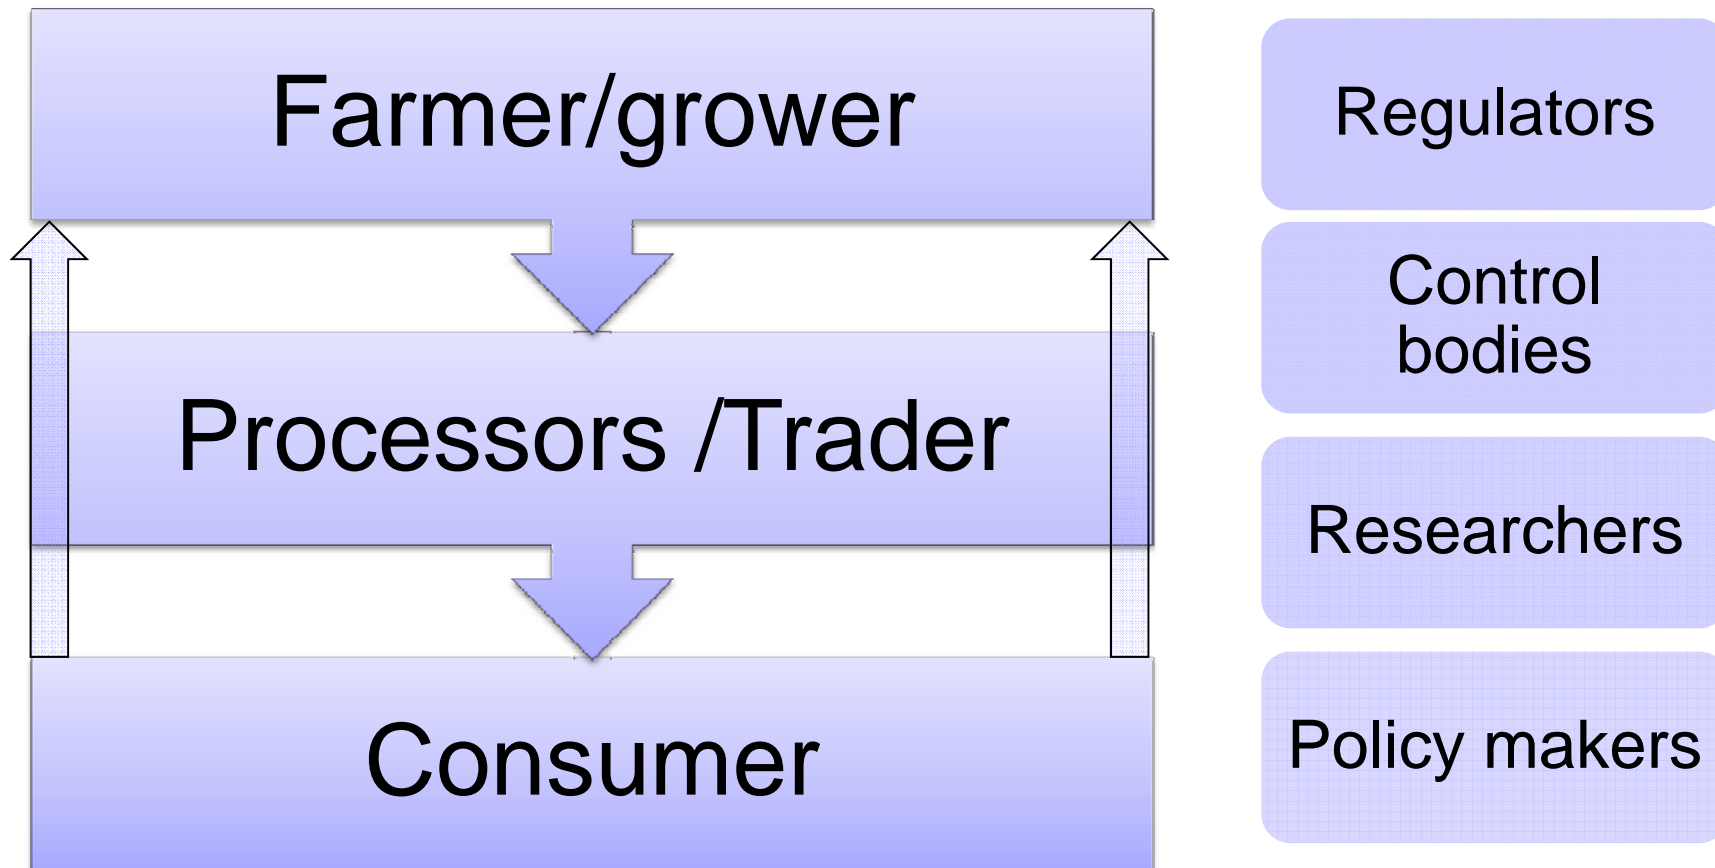 Farmer/grower
Processors /Trader
Consumer
Regulators
Control
bodies
Researchers
Policy makers